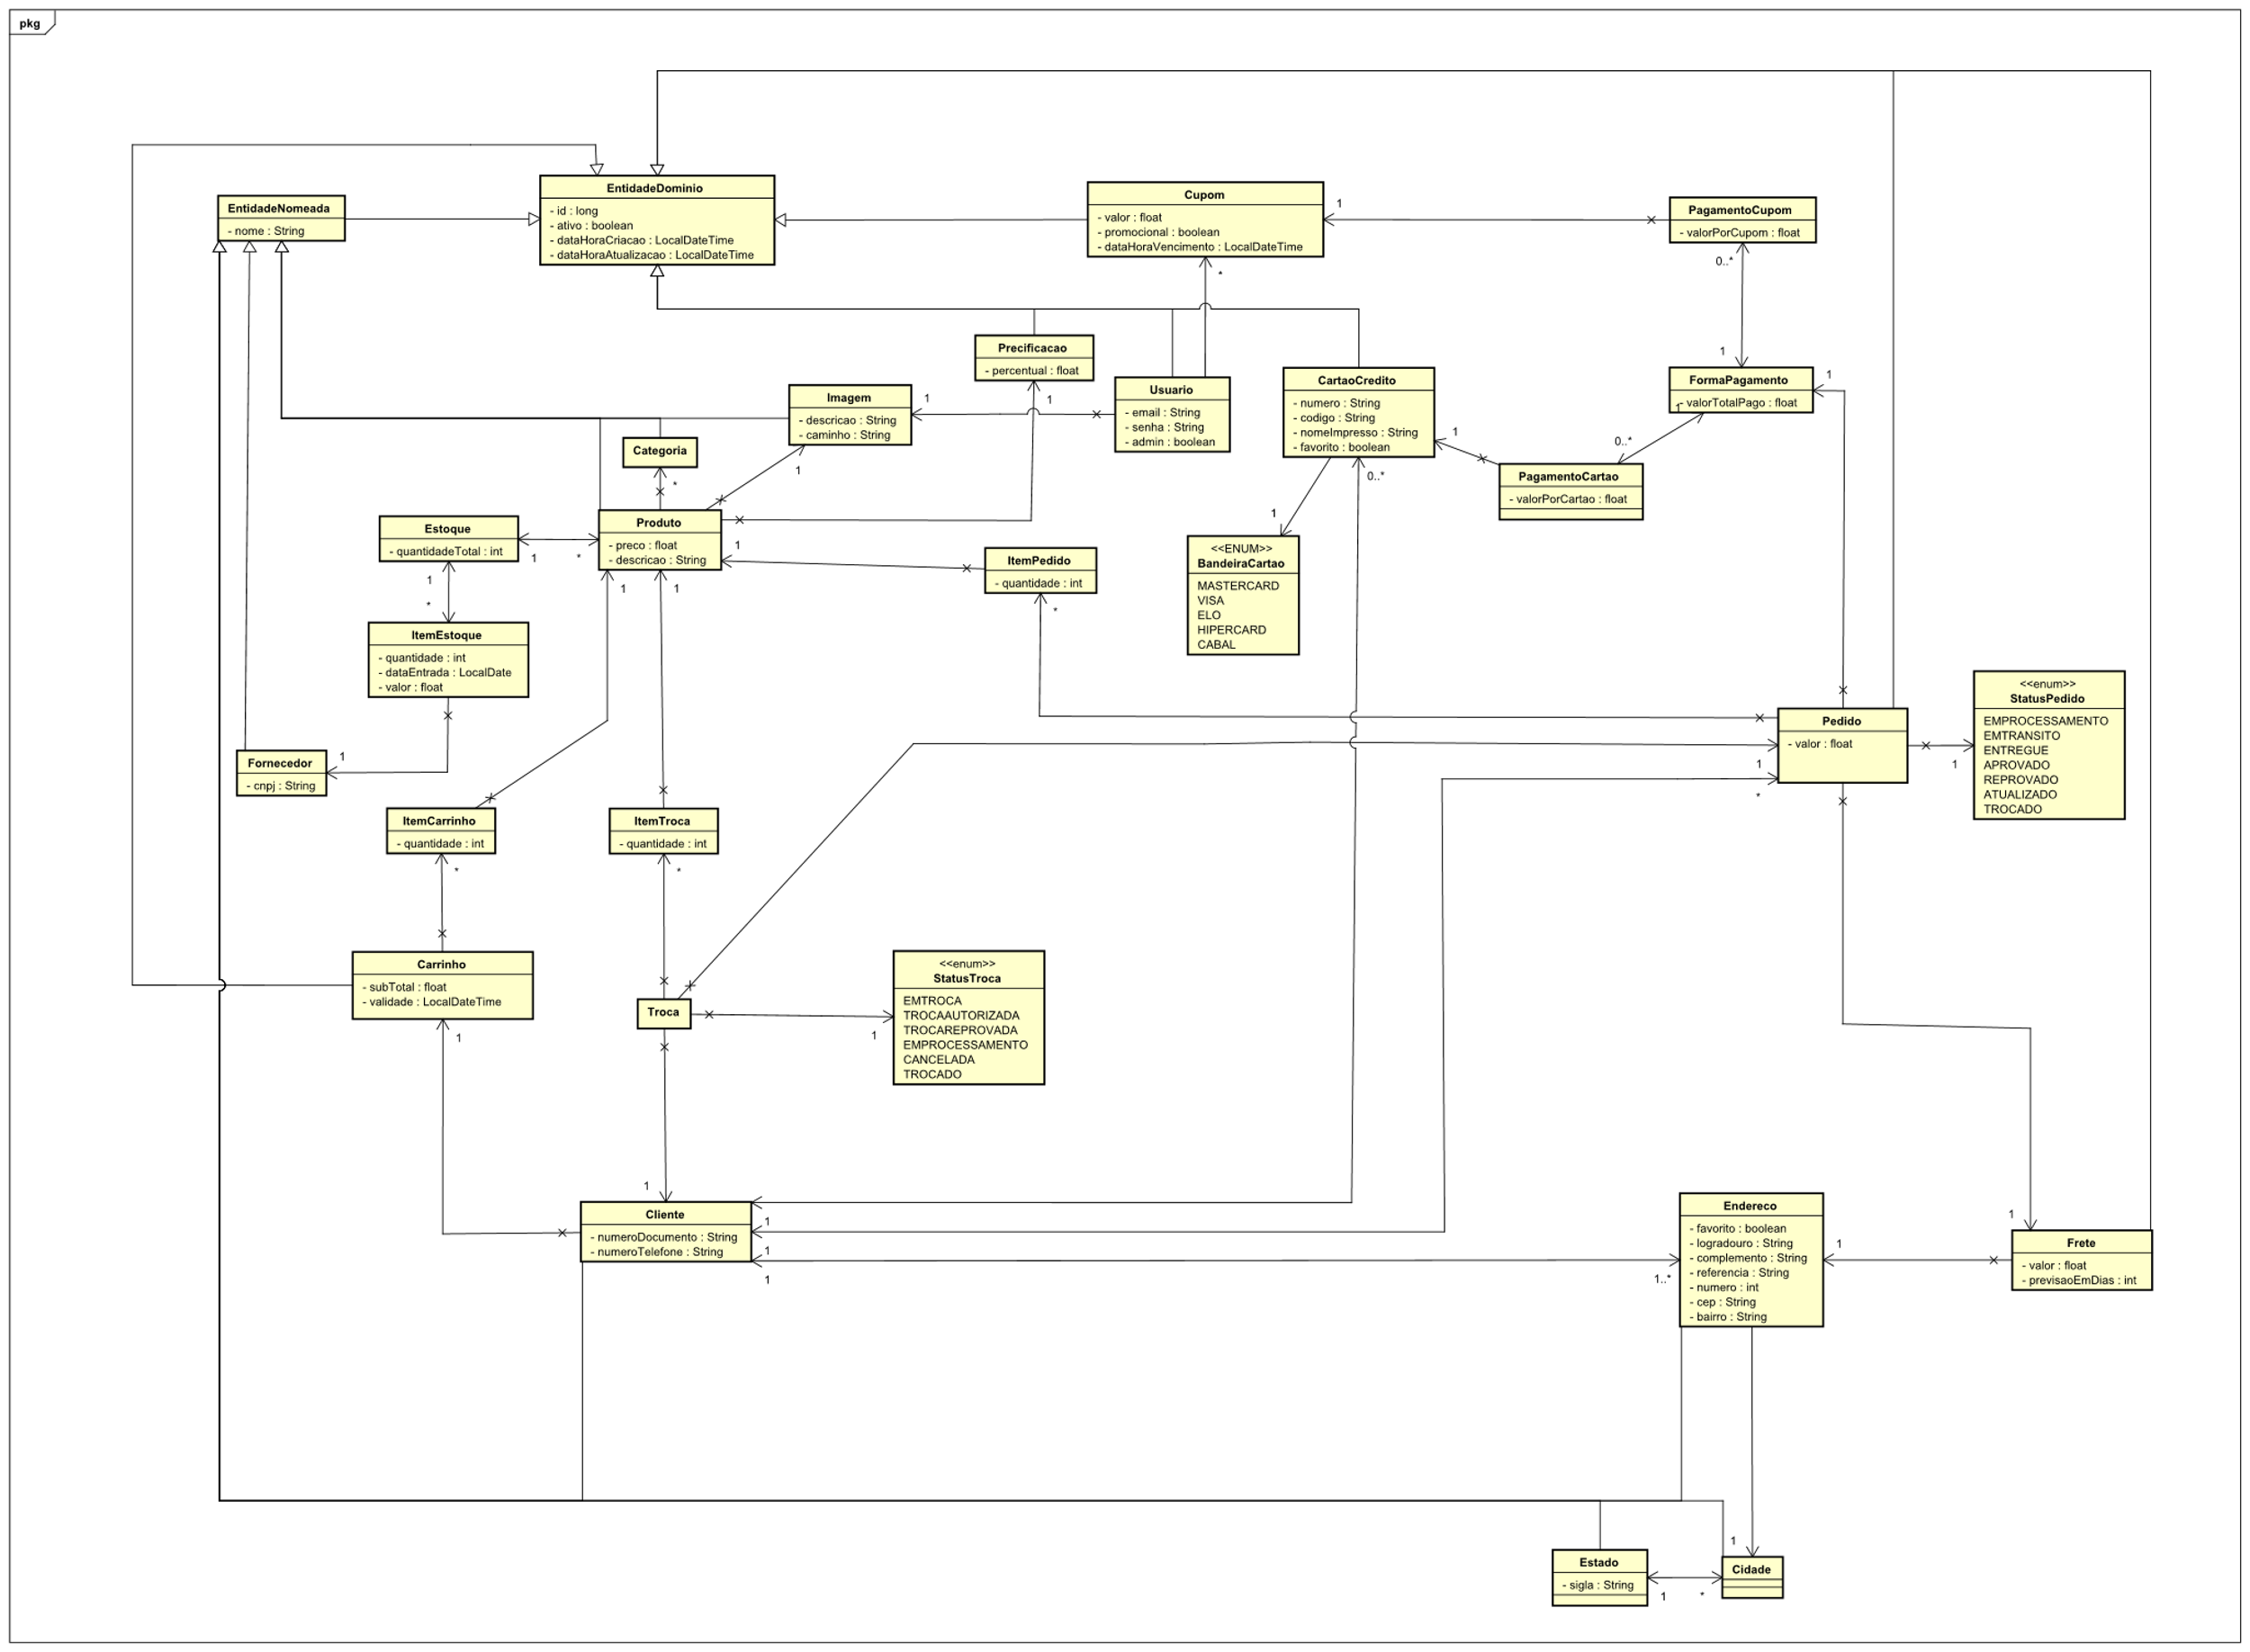 pkg
EntidadeNomeada
- nome : String
EntidadeDominio
- id : long
- ativo : boolean
- dataHoraCriacao : LocalDateTime
- dataHoraAtualizacao : LocalDateTime
Cupom
- valor : float
- promocional : boolean
- dataHoraVencimento : LocalDateTime
1
*
PagamentoCupom
- valorPorCupom : float
0..*
1
Precificacao
- percentual : float
1
Usuario
- email : String
- senha : String
- admin : boolean
Imagem
- descricao : String
- caminho : String
1
1
CartaoCredito
- numero : String
- codigo : String
- nomeImpresso : String
- favorito : boolean
1
0..*
1
FormaPagamento
- valorTotalPago : float
1
1
0..*
PagamentoCartao
- valorPorCartao : float
Categoria
*
Produto
- preco : float
- descricao : String
1
1
1
Estoque
- quantidadeTotal : int
1
*
1
*
ItemPedido
- quantidade : int
*
<<ENUM>>
BandeiraCartao
MASTERCARD
VISA
ELO
HIPERCARD
CABAL
ItemEstoque
- quantidade : int
- dataEntrada : LocalDate
- valor : float
Fornecedor
- cnpj : String
1
Pedido
- valor : float
1
*
1
<<enum>>
StatusPedido
EMPROCESSAMENTO
EMTRANSITO
ENTREGUE
APROVADO
REPROVADO
ATUALIZADO
TROCADO
ItemCarrinho
- quantidade : int
*
ItemTroca
- quantidade : int
*
Carrinho
- subTotal : float
- validade : LocalDateTime
1
Troca
1
<<enum>>
StatusTroca
EMTROCA
TROCAAUTORIZADA
TROCAREPROVADA
EMPROCESSAMENTO
CANCELADA
TROCADO
1
Cliente
- numeroDocumento : String
- numeroTelefone : String
1
1
1
1..*
Endereco
- favorito : boolean
- logradouro : String
- complemento : String
- referencia : String
- numero : int
- cep : String
- bairro : String
1
1
Frete
- valor : float
- previsaoEmDias : int
Estado
- sigla : String
1
*
1
Cidade